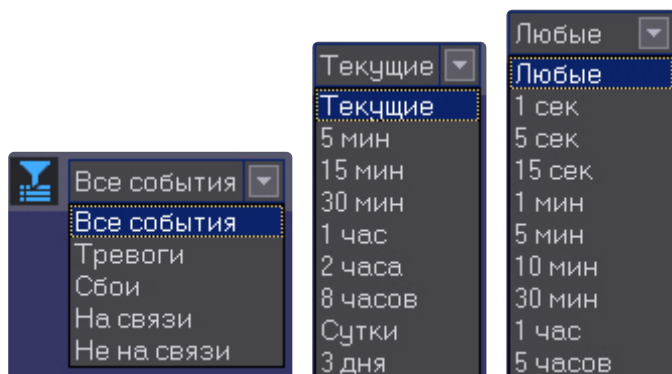 Все события
Все события
Тревоги
Сбои
На связи
Не на связи
Текущие
Текущие
5 мин
15 мин
30 мин
1 час
2 часа
8 часов
Сутки
3 дня
Любые
Любые
1 сек
5 сек
15 сек
1 мин
5 мин
10 мин
30 мин
1 час
5 часов